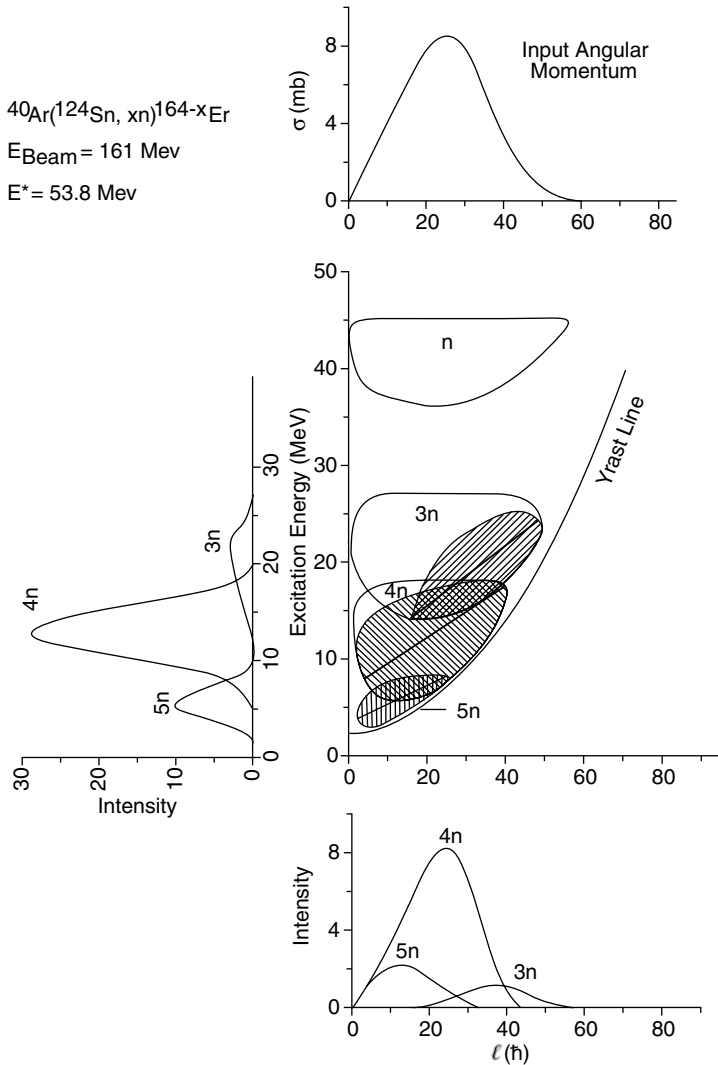 ⁴⁰Ar(¹²⁴Sn, xn)¹⁶⁴⁻ˣEr
E_Beam = 161 Mev
E* = 53.8 Mev
Input Angular
Momentum
σ (mb)
8
4
0
0 20 40 60 80
Excitation Energy (MeV)
50
40
30
20
10
0
n
3n
4n
5n
Yrast Line
0 20 40 60 80
30
20
10
0
3n
4n
5n
30 20 10 0
Intensity
Intensity
8
4
0
4n
5n
3n
0 20 40 60 80
ℓ(ħ)